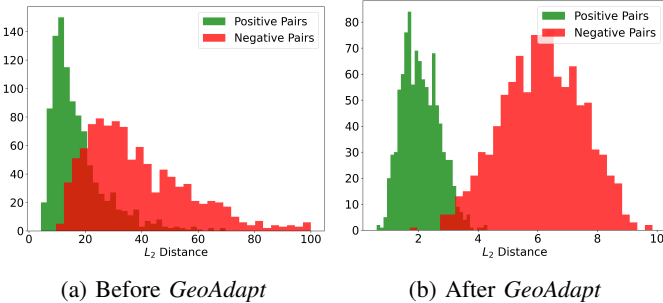 Positive Pairs
Negative Pairs
140
120
100
80
60
40
20
0
0 20 40 60 80 100
L₂ Distance
(a) Before GeoAdapt
Positive Pairs
Negative Pairs
80
70
60
50
40
30
20
10
0
2 4 6 8 10
L₂ Distance
(b) After GeoAdapt